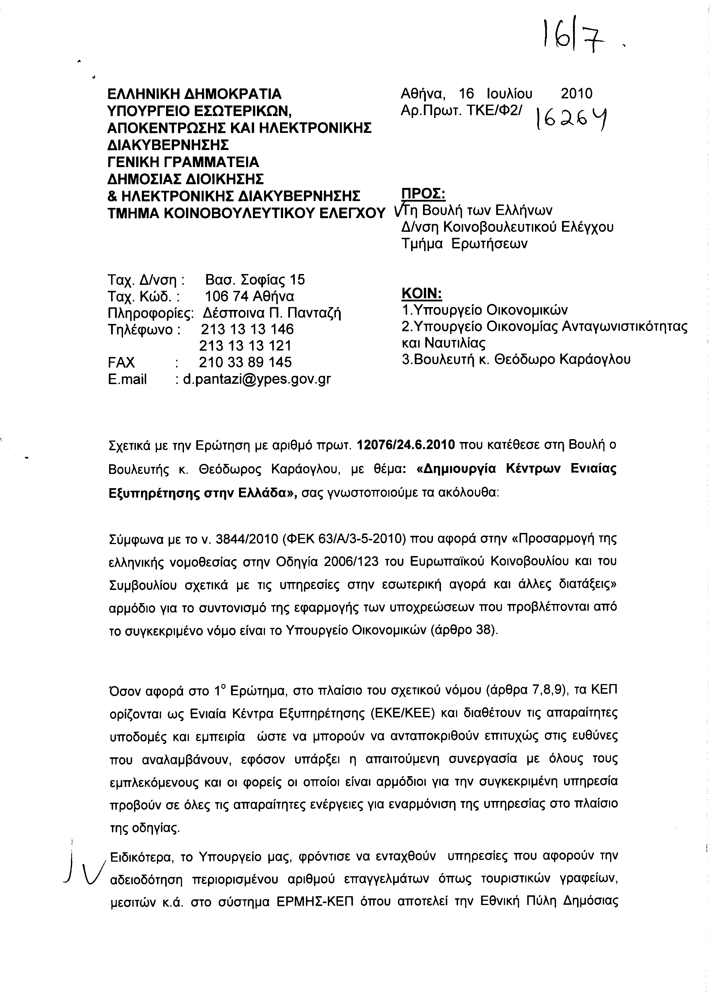 16/7
ΕΛΛΗΝΙΚΗ ΔΗΜΟΚΡΑΤΙΑ
ΥΠΟΥΡΓΕΙΟ ΕΣΩΤΕΡΙΚΩΝ,
ΑΠΟΚΕΝΤΡΩΣΗΣ ΚΑΙ ΗΛΕΚΤΡΟΝΙΚΗΣ
ΔΙΑΚΥΒΕΡΝΗΣΗΣ
ΓΕΝΙΚΗ ΓΡΑΜΜΑΤΕΙΑ
ΔΗΜΟΣΙΑΣ ΔΙΟΙΚΗΣΗΣ
& ΗΛΕΚΤΡΟΝΙΚΗΣ ΔΙΑΚΥΒΕΡΝΗΣΗΣ
ΤΜΗΜΑ ΚΟΙΝΟΒΟΥΛΕΥΤΙΚΟΥ ΕΛΕΓΧΟΥ
Αθήνα, 16 Ιουλίου 2010
Αρ.Πρωτ. ΤΚΕ/Φ2/ 16264
ΠΡΟΣ:
Τη Βουλή των Ελλήνων
Δ/νση Κοινοβουλευτικού Ελέγχου
Τμήμα Ερωτήσεων
Ταχ. Δ/νση : Βασ. Σοφίας 15
Ταχ. Κώδ. : 106 74 Αθήνα
Πληροφορίες: Δέσποινα Π. Πανταζή
Τηλέφωνο : 213 13 13 146
213 13 13 121
FAX : 210 33 89 145
E.mail : d.pantazi@ypes.gov.gr
ΚΟΙΝ:
1.Υπουργείο Οικονομικών
2.Υπουργείο Οικονομίας Ανταγωνιστικότητας
και Ναυτιλίας
3.Βουλευτή κ. Θεόδωρο Καράογλου
Σχετικά με την Ερώτηση με αριθμό πρωτ. 12076/24.6.2010 που κατέθεσε στη Βουλή ο
Βουλευτής κ. Θεόδωρος Καράογλου, με θέμα: «Δημιουργία Κέντρων Ενιαίας
Εξυπηρέτησης στην Ελλάδα», σας γνωστοποιούμε τα ακόλουθα:
Σύμφωνα με το ν. 3844/2010 (ΦΕΚ 63/Α/3-5-2010) που αφορά στην «Προσαρμογή της
ελληνικής νομοθεσίας στην Οδηγία 2006/123 του Ευρωπαϊκού Κοινοβουλίου και του
Συμβουλίου σχετικά με τις υπηρεσίες στην εσωτερική αγορά και άλλες διατάξεις»
αρμόδιο για το συντονισμό της εφαρμογής των υποχρεώσεων που προβλέπονται από
το συγκεκριμένο νόμο είναι το Υπουργείο Οικονομικών (άρθρο 38).
Όσον αφορά στο 1ο Ερώτημα, στο πλαίσιο του σχετικού νόμου (άρθρα 7,8,9), τα ΚΕΠ
ορίζονται ως Ενιαία Κέντρα Εξυπηρέτησης (ΕΚΕ/ΚΕΕ) και διαθέτουν τις απαραίτητες
υποδομές και εμπειρία ώστε να μπορούν να ανταποκριθούν επιτυχώς στις ευθύνες
που αναλαμβάνουν, εφόσον υπάρξει η απαιτούμενη συνεργασία με όλους τους
εμπλεκόμενους και οι φορείς οι οποίοι είναι αρμόδιοι για την συγκεκριμένη υπηρεσία
προβούν σε όλες τις απαραίτητες ενέργειες για εναρμόνιση της υπηρεσίας στο πλαίσιο
της οδηγίας.
Ειδικότερα, το Υπουργείο μας, φρόντισε να ενταχθούν υπηρεσίες που αφορούν την
αδειοδότηση περιορισμένου αριθμού επαγγελμάτων όπως τουριστικών γραφείων,
μεσιτών κ.ά. στο σύστημα ΕΡΜΗΣ-ΚΕΠ όπου αποτελεί την Εθνική Πύλη Δημόσιας